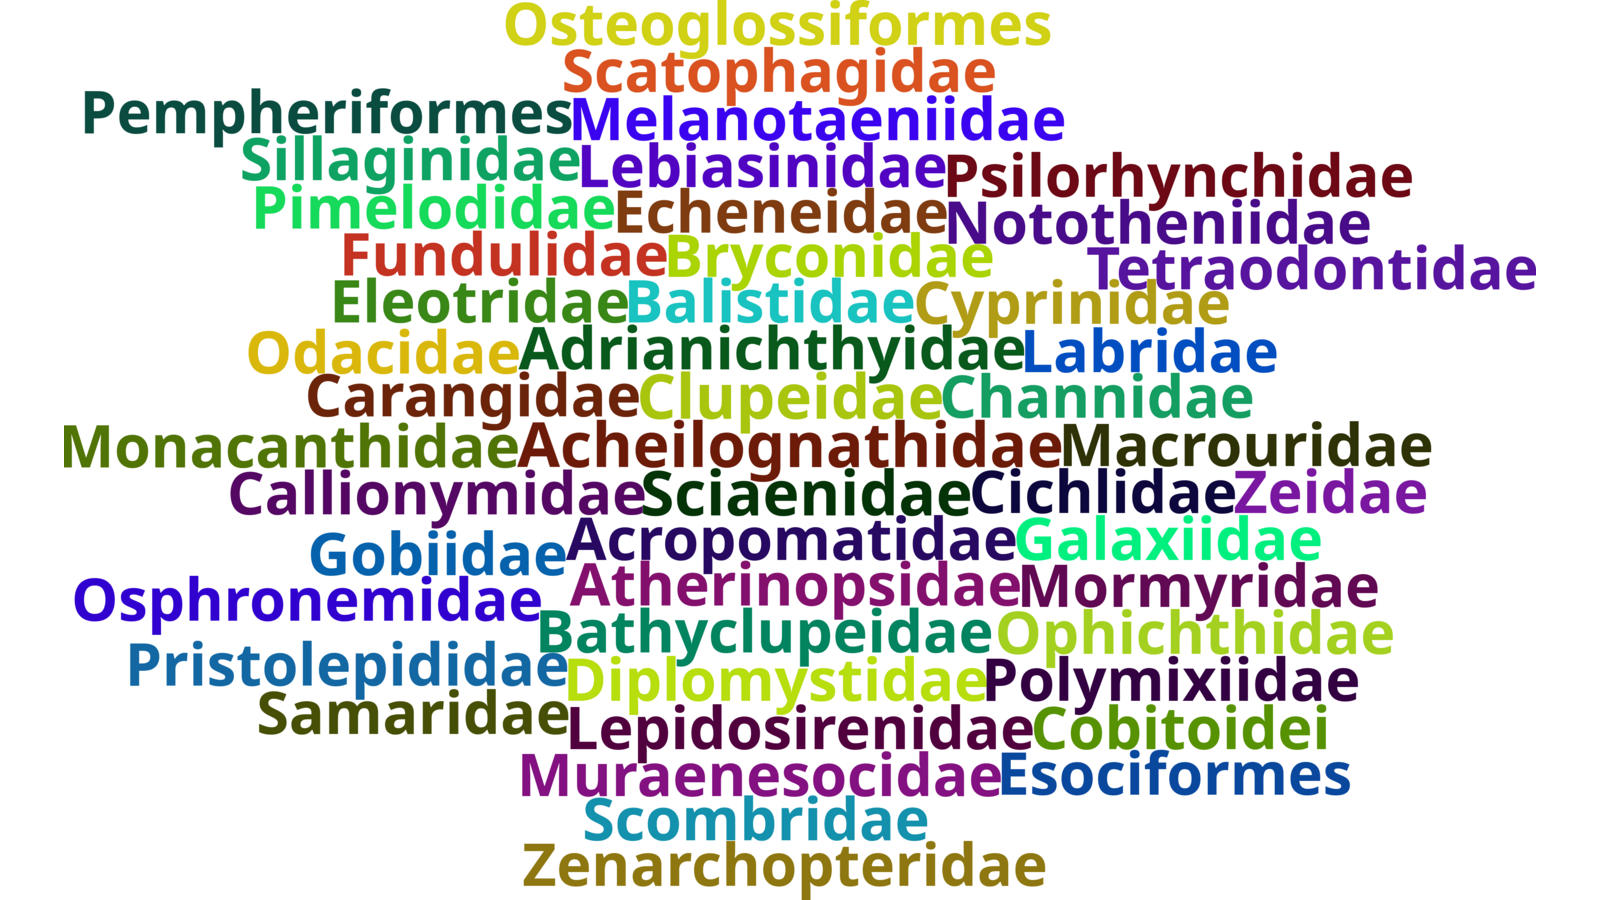 Osteoglossiformes
Scatophagidae
Pempheriformes Melanotaeniidae
Sillaginidae Lebiasinidae Psilorhynchidae
Pimelodidae Echeneidae Nototheniidae
Fundulidae Bryconidae Tetraodontidae
Eleotridae Balistidae Cyprinidae
Odacidae Adrianichthyidae Labridae
Carangidae Clupeidae Channidae
Monacanthidae Acheilognathidae Macrouridae
Callionymidae Sciaenidae Cichlidae Zeidae
Gobiidae Acropomatidae Galaxiidae
Osphronemidae Atherinopsidae Mormyridae
Bathyclupeidae Ophichthidae
Pristolepididae Diplomystidae Polymixiidae
Samaridae Lepidosirenidae Cobitoidei
Muraenesocidae Esociformes
Scombridae
Zenarchopteridae